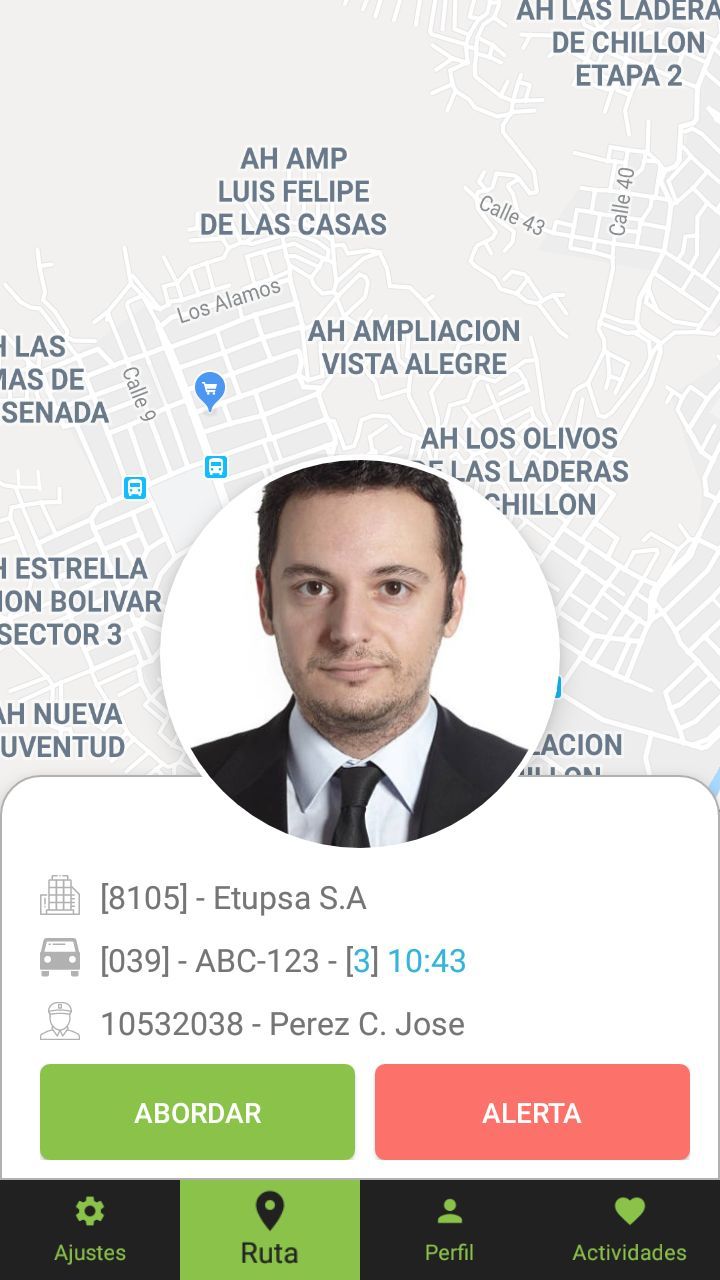 AH LAS LADERA
DE CHILLON
ETAPA 2
AH AMP
LUIS FELIPE
DE LAS CASAS
Calle 43
Calle 40
Los Alamos
AH AMPLIACION
VISTA ALEGRE
H LAS
MAS DE
SENADA
Calle 9
AH LOS OLIVOS
DE LAS LADERAS
CHILLON
H ESTRELLA
ION BOLIVAR
SECTOR 3
AH NUEVA
UVENTUD
LACION
[8105] - Etupsa S.A
[039] - ABC-123 - [3] 10:43
10532038 - Perez C. Jose
ABORDAR
ALERTA
Ajustes
Ruta
Perfil
Actividades